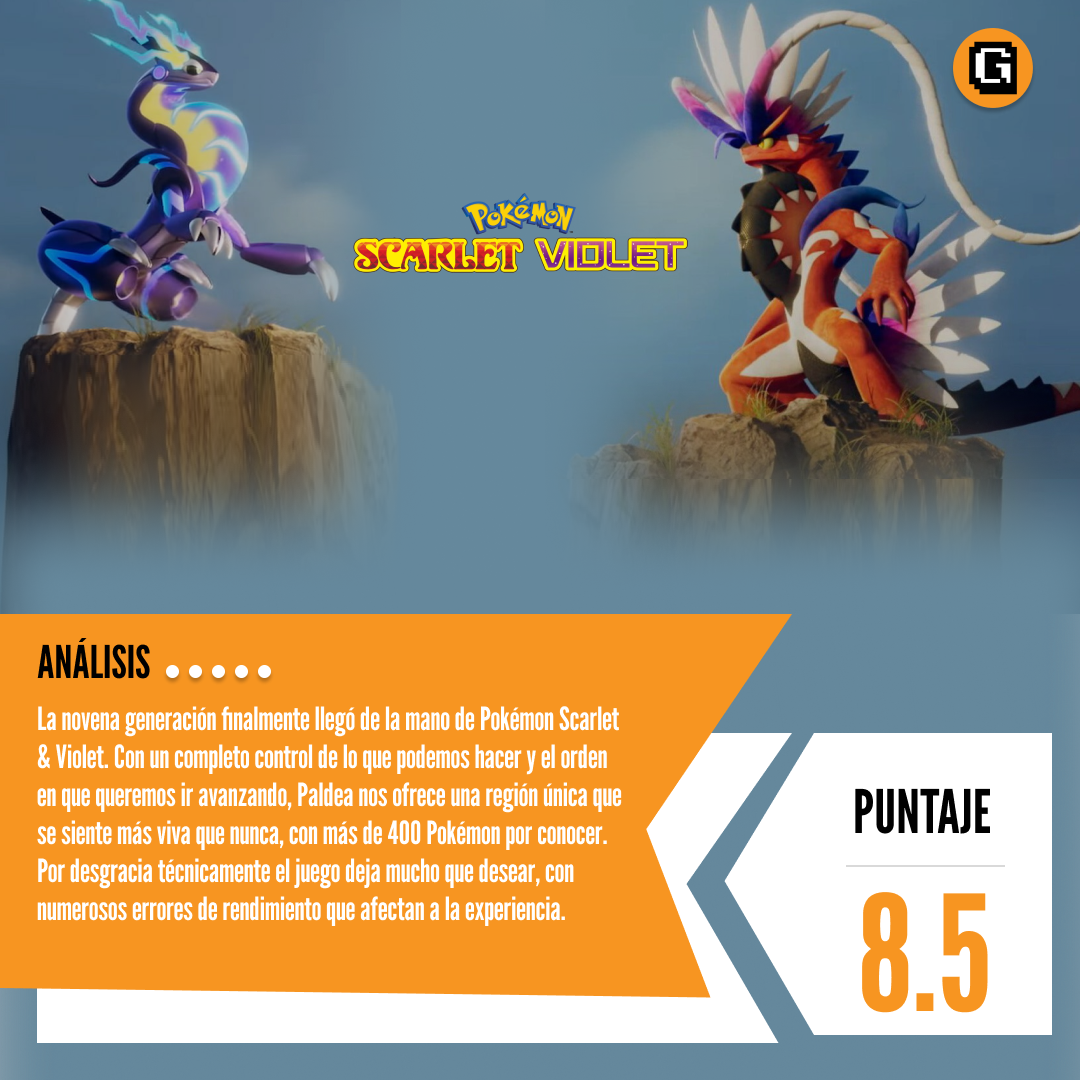 G
POKéMON
SCARLET VIOLET
ANÁLISIS
La novena generación finalmente llegó de la mano de Pokémon Scarlet
& Violet. Con un completo control de lo que podemos hacer y el orden
en que queremos ir avanzando, Paldea nos ofrece una región única que
se siente más viva que nunca, con más de 400 Pokémon por conocer.
Por desgracia técnicamente el juego deja mucho que desear, con
numerosos errores de rendimiento que afectan a la experiencia.
PUNTAJE
8.5